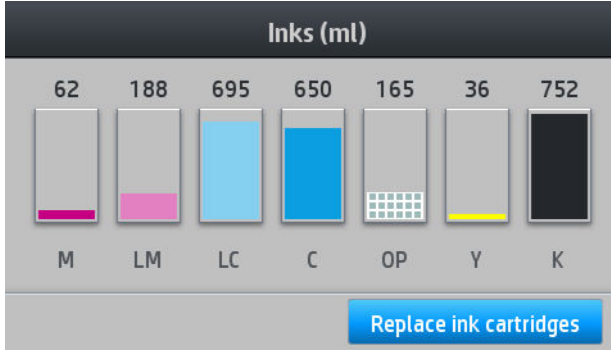 Inks (ml)
62 188 695 650 165 36 752
M LM LC C OP Y K
Replace ink cartridges